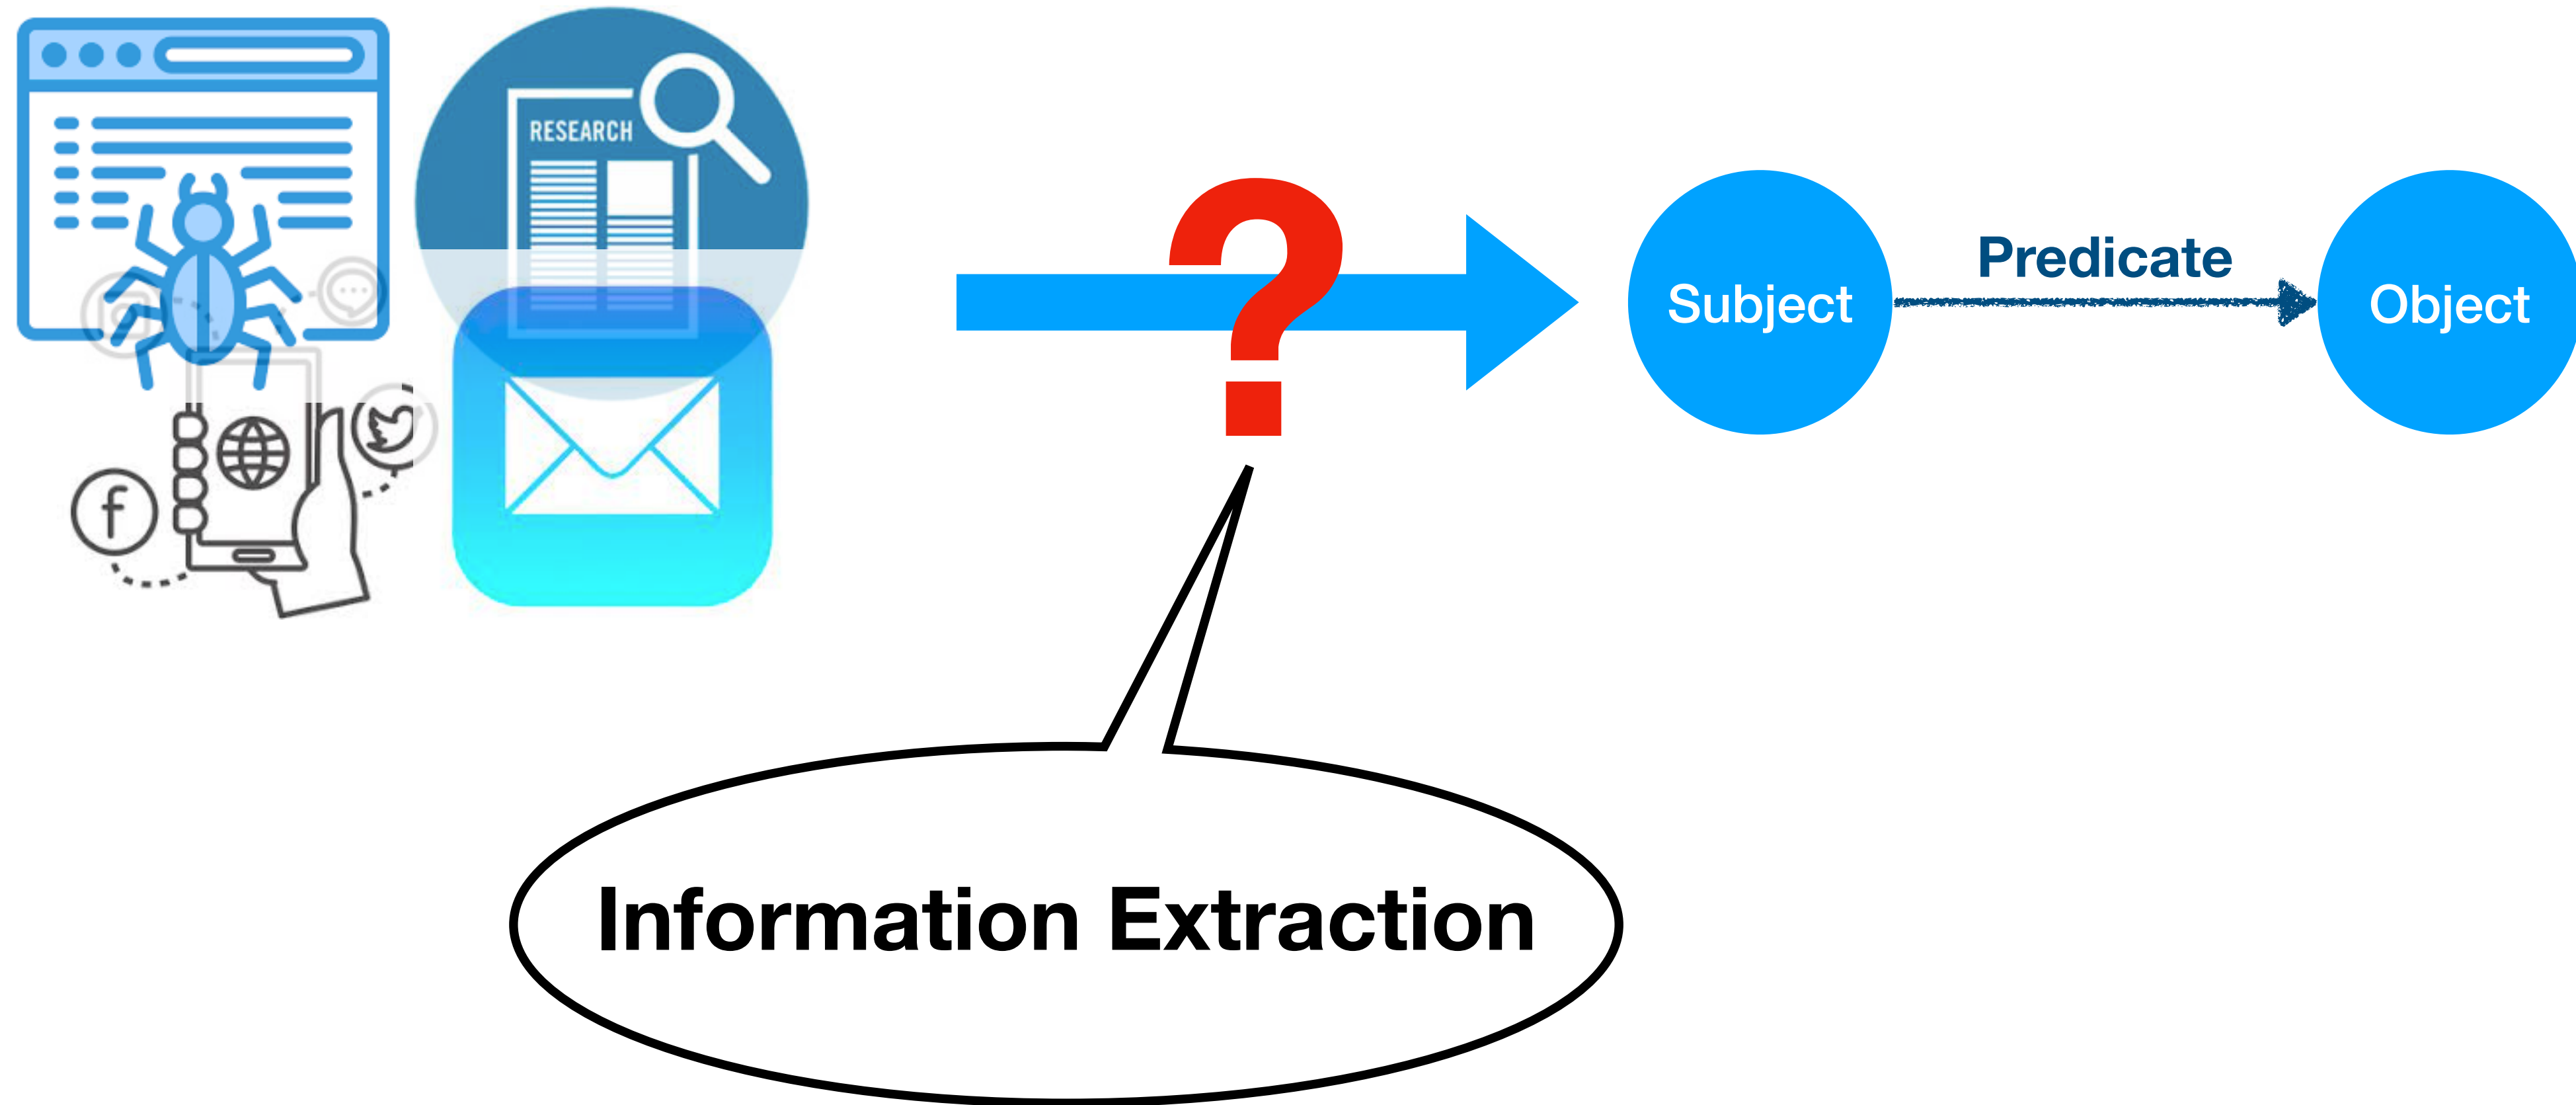 RESEARCH
f
?
Subject
Predicate
Object
Information Extraction